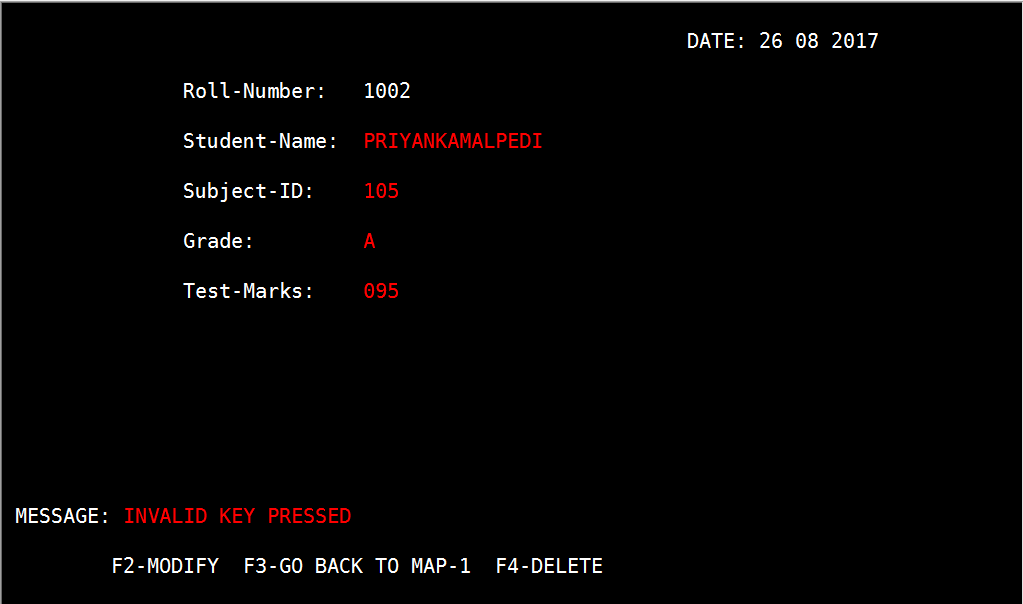 DATE: 26 08 2017
Roll-Number: 1002
Student-Name: PRIYANKAMALPEDI
Subject-ID: 105
Grade: A
Test-Marks: 095
MESSAGE: INVALID KEY PRESSED
F2-MODIFY F3-GO BACK TO MAP-1 F4-DELETE